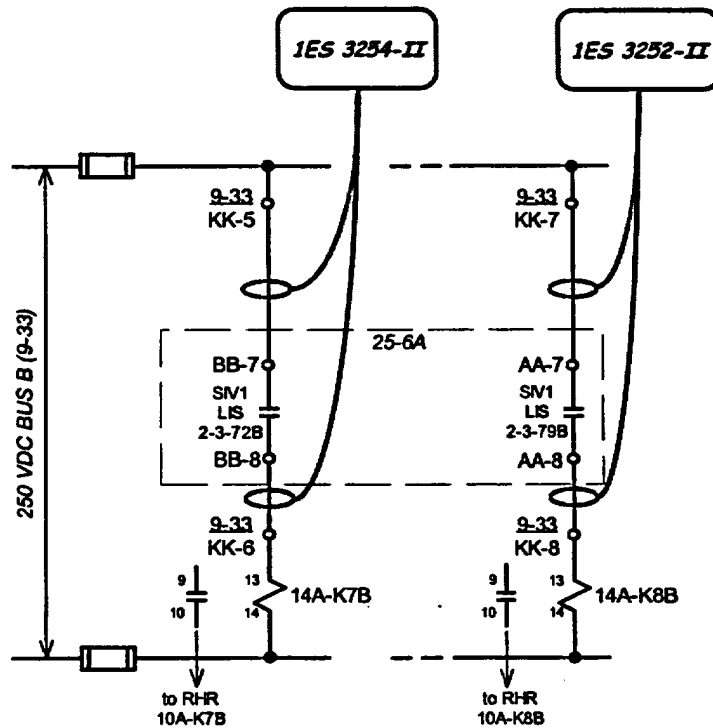 1ES 3254-II
1ES 3252-II
9-33
KK-5
9-33
KK-7
250 VDC BUS B (9-33)
25-6A
BB-7
SIV1
LIS
2-3-72B
BB-8
AA-7
SIV1
LIS
2-3-79B
AA-8
9-33
KK-6
9-33
KK-8
9
10
13
14
14A-K7B
9
10
13
14
14A-K8B
to RHR
10A-K7B
to RHR
10A-K8B